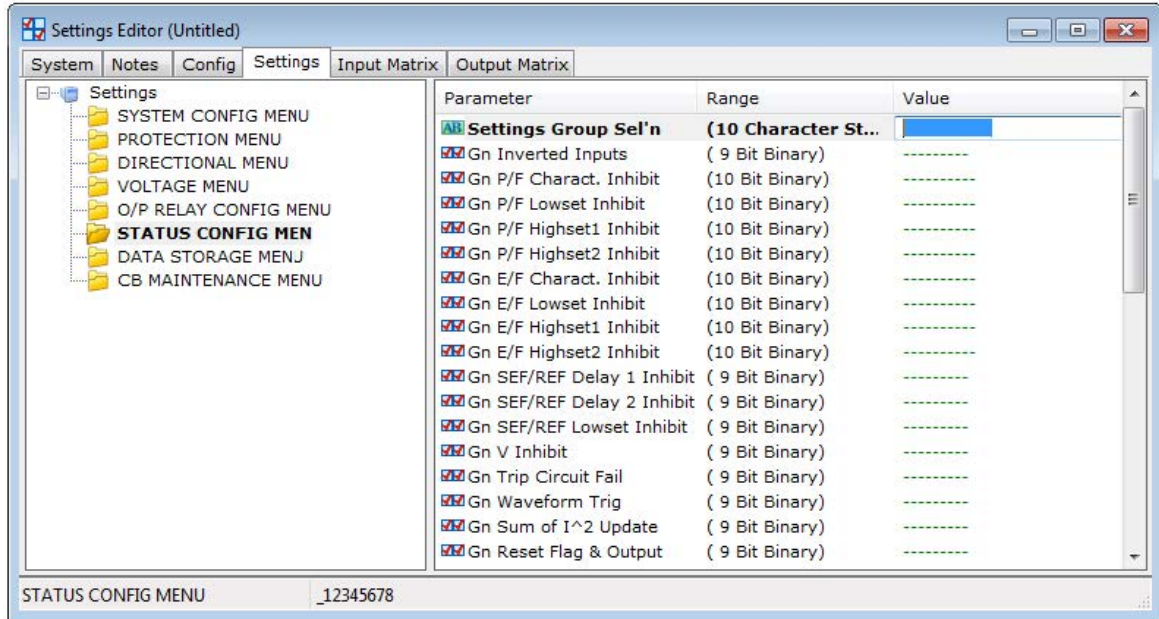 Settings Editor (Untitled)
System Notes Config Settings Input Matrix Output Matrix
Settings
SYSTEM CONFIG MENU
PROTECTION MENU
DIRECTIONAL MENU
VOLTAGE MENU
O/P RELAY CONFIG MENU
STATUS CONFIG MEN
DATA STORAGE MENJ
CB MAINTENANCE MENU
Parameter Range Value
AB Settings Group Sel'n (10 Character St...
Gn Inverted Inputs ( 9 Bit Binary) ---------
Gn P/F Charact. Inhibit (10 Bit Binary) ----------
Gn P/F Lowset Inhibit (10 Bit Binary) ----------
Gn P/F Highset1 Inhibit (10 Bit Binary) ----------
Gn P/F Highset2 Inhibit (10 Bit Binary) ----------
Gn E/F Charact. Inhibit (10 Bit Binary) ----------
Gn E/F Lowset Inhibit (10 Bit Binary) ----------
Gn E/F Highset1 Inhibit (10 Bit Binary) ----------
Gn E/F Highset2 Inhibit (10 Bit Binary) ----------
Gn SEF/REF Delay 1 Inhibit ( 9 Bit Binary) ---------
Gn SEF/REF Delay 2 Inhibit ( 9 Bit Binary) ---------
Gn SEF/REF Lowset Inhibit ( 9 Bit Binary) ---------
Gn V Inhibit ( 9 Bit Binary) ---------
Gn Trip Circuit Fail ( 9 Bit Binary) ---------
Gn Waveform Trig ( 9 Bit Binary) ---------
Gn Sum of I^2 Update ( 9 Bit Binary) ---------
Gn Reset Flag & Output ( 9 Bit Binary) ---------
STATUS CONFIG MENU _12345678